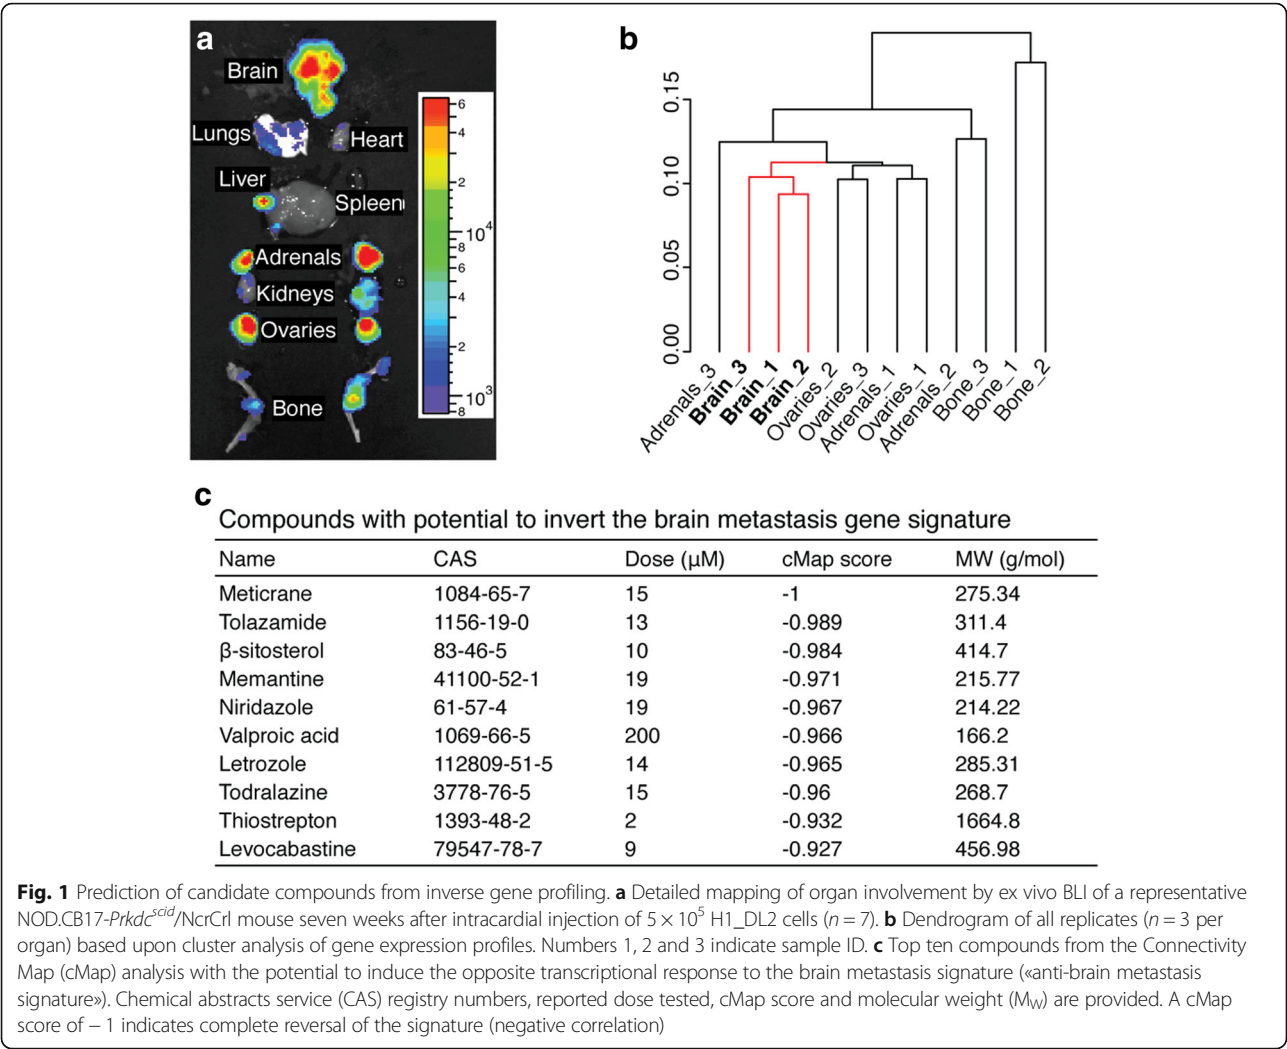 a
Brain
Lungs
Heart
Liver
Spleen
Adrenals
Kidneys
Ovaries
Bone
6
4
2
10⁴
8
6
4
2
10³
8
b
0.15
0.10
0.05
0.00
Adrenals_3
Brain_3
Brain_1
Brain_2
Ovaries_2
Ovaries_3
Adrenals_1
Ovaries_1
Adrenals_2
Bone_3
Bone_1
Bone_2
c
Compounds with potential to invert the brain metastasis gene signature
Name CAS Dose (μM) cMap score MW (g/mol)
Meticrane 1084-65-7 15 -1 275.34
Tolazamide 1156-19-0 13 -0.989 311.4
β-sitosterol 83-46-5 10 -0.984 414.7
Memantine 41100-52-1 19 -0.971 215.77
Niridazole 61-57-4 19 -0.967 214.22
Valproic acid 1069-66-5 200 -0.966 166.2
Letrozole 112809-51-5 14 -0.965 285.31
Todralazine 3778-76-5 15 -0.96 268.7
Thiostrepton 1393-48-2 2 -0.932 1664.8
Levocabastine 79547-78-7 9 -0.927 456.98
Fig. 1 Prediction of candidate compounds from inverse gene profiling. a Detailed mapping of organ involvement by ex vivo BLI of a representative
NOD.CB17-Prkdcˢᶜⁱᵈ/NcrCrl mouse seven weeks after intracardial injection of 5 × 10⁵ H1_DL2 cells (n = 7). b Dendrogram of all replicates (n = 3 per
organ) based upon cluster analysis of gene expression profiles. Numbers 1, 2 and 3 indicate sample ID. c Top ten compounds from the Connectivity
Map (cMap) analysis with the potential to induce the opposite transcriptional response to the brain metastasis signature («anti-brain metastasis
signature»). Chemical abstracts service (CAS) registry numbers, reported dose tested, cMap score and molecular weight (MW) are provided. A cMap
score of − 1 indicates complete reversal of the signature (negative correlation)